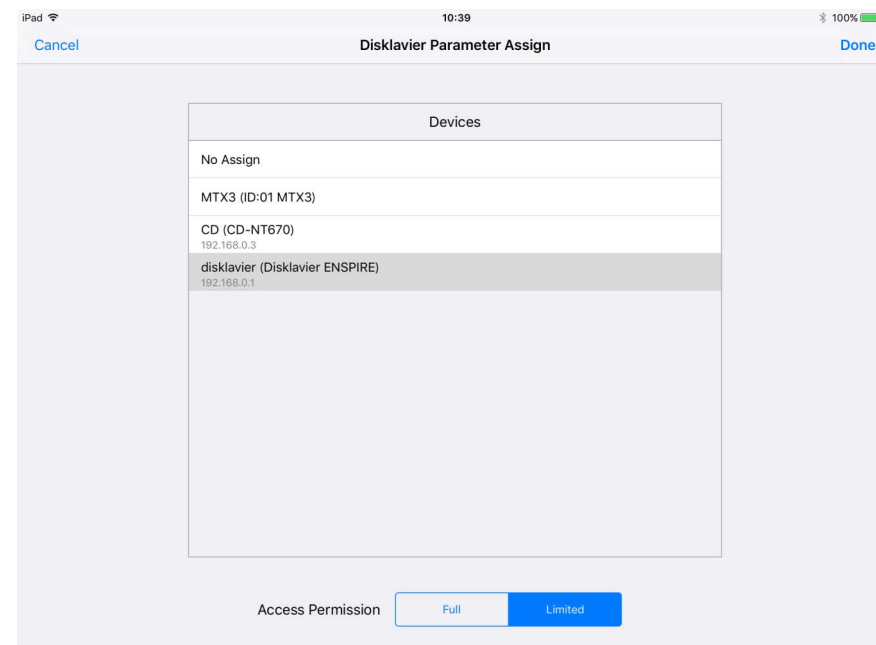 iPad 10:39 100%
Cancel Disklavier Parameter Assign Done
Devices
No Assign
MTX3 (ID:01 MTX3)
CD (CD-NT670)
192.168.0.3
disklavier (Disklavier ENSPIRE)
192.168.0.1
Access Permission Full Limited